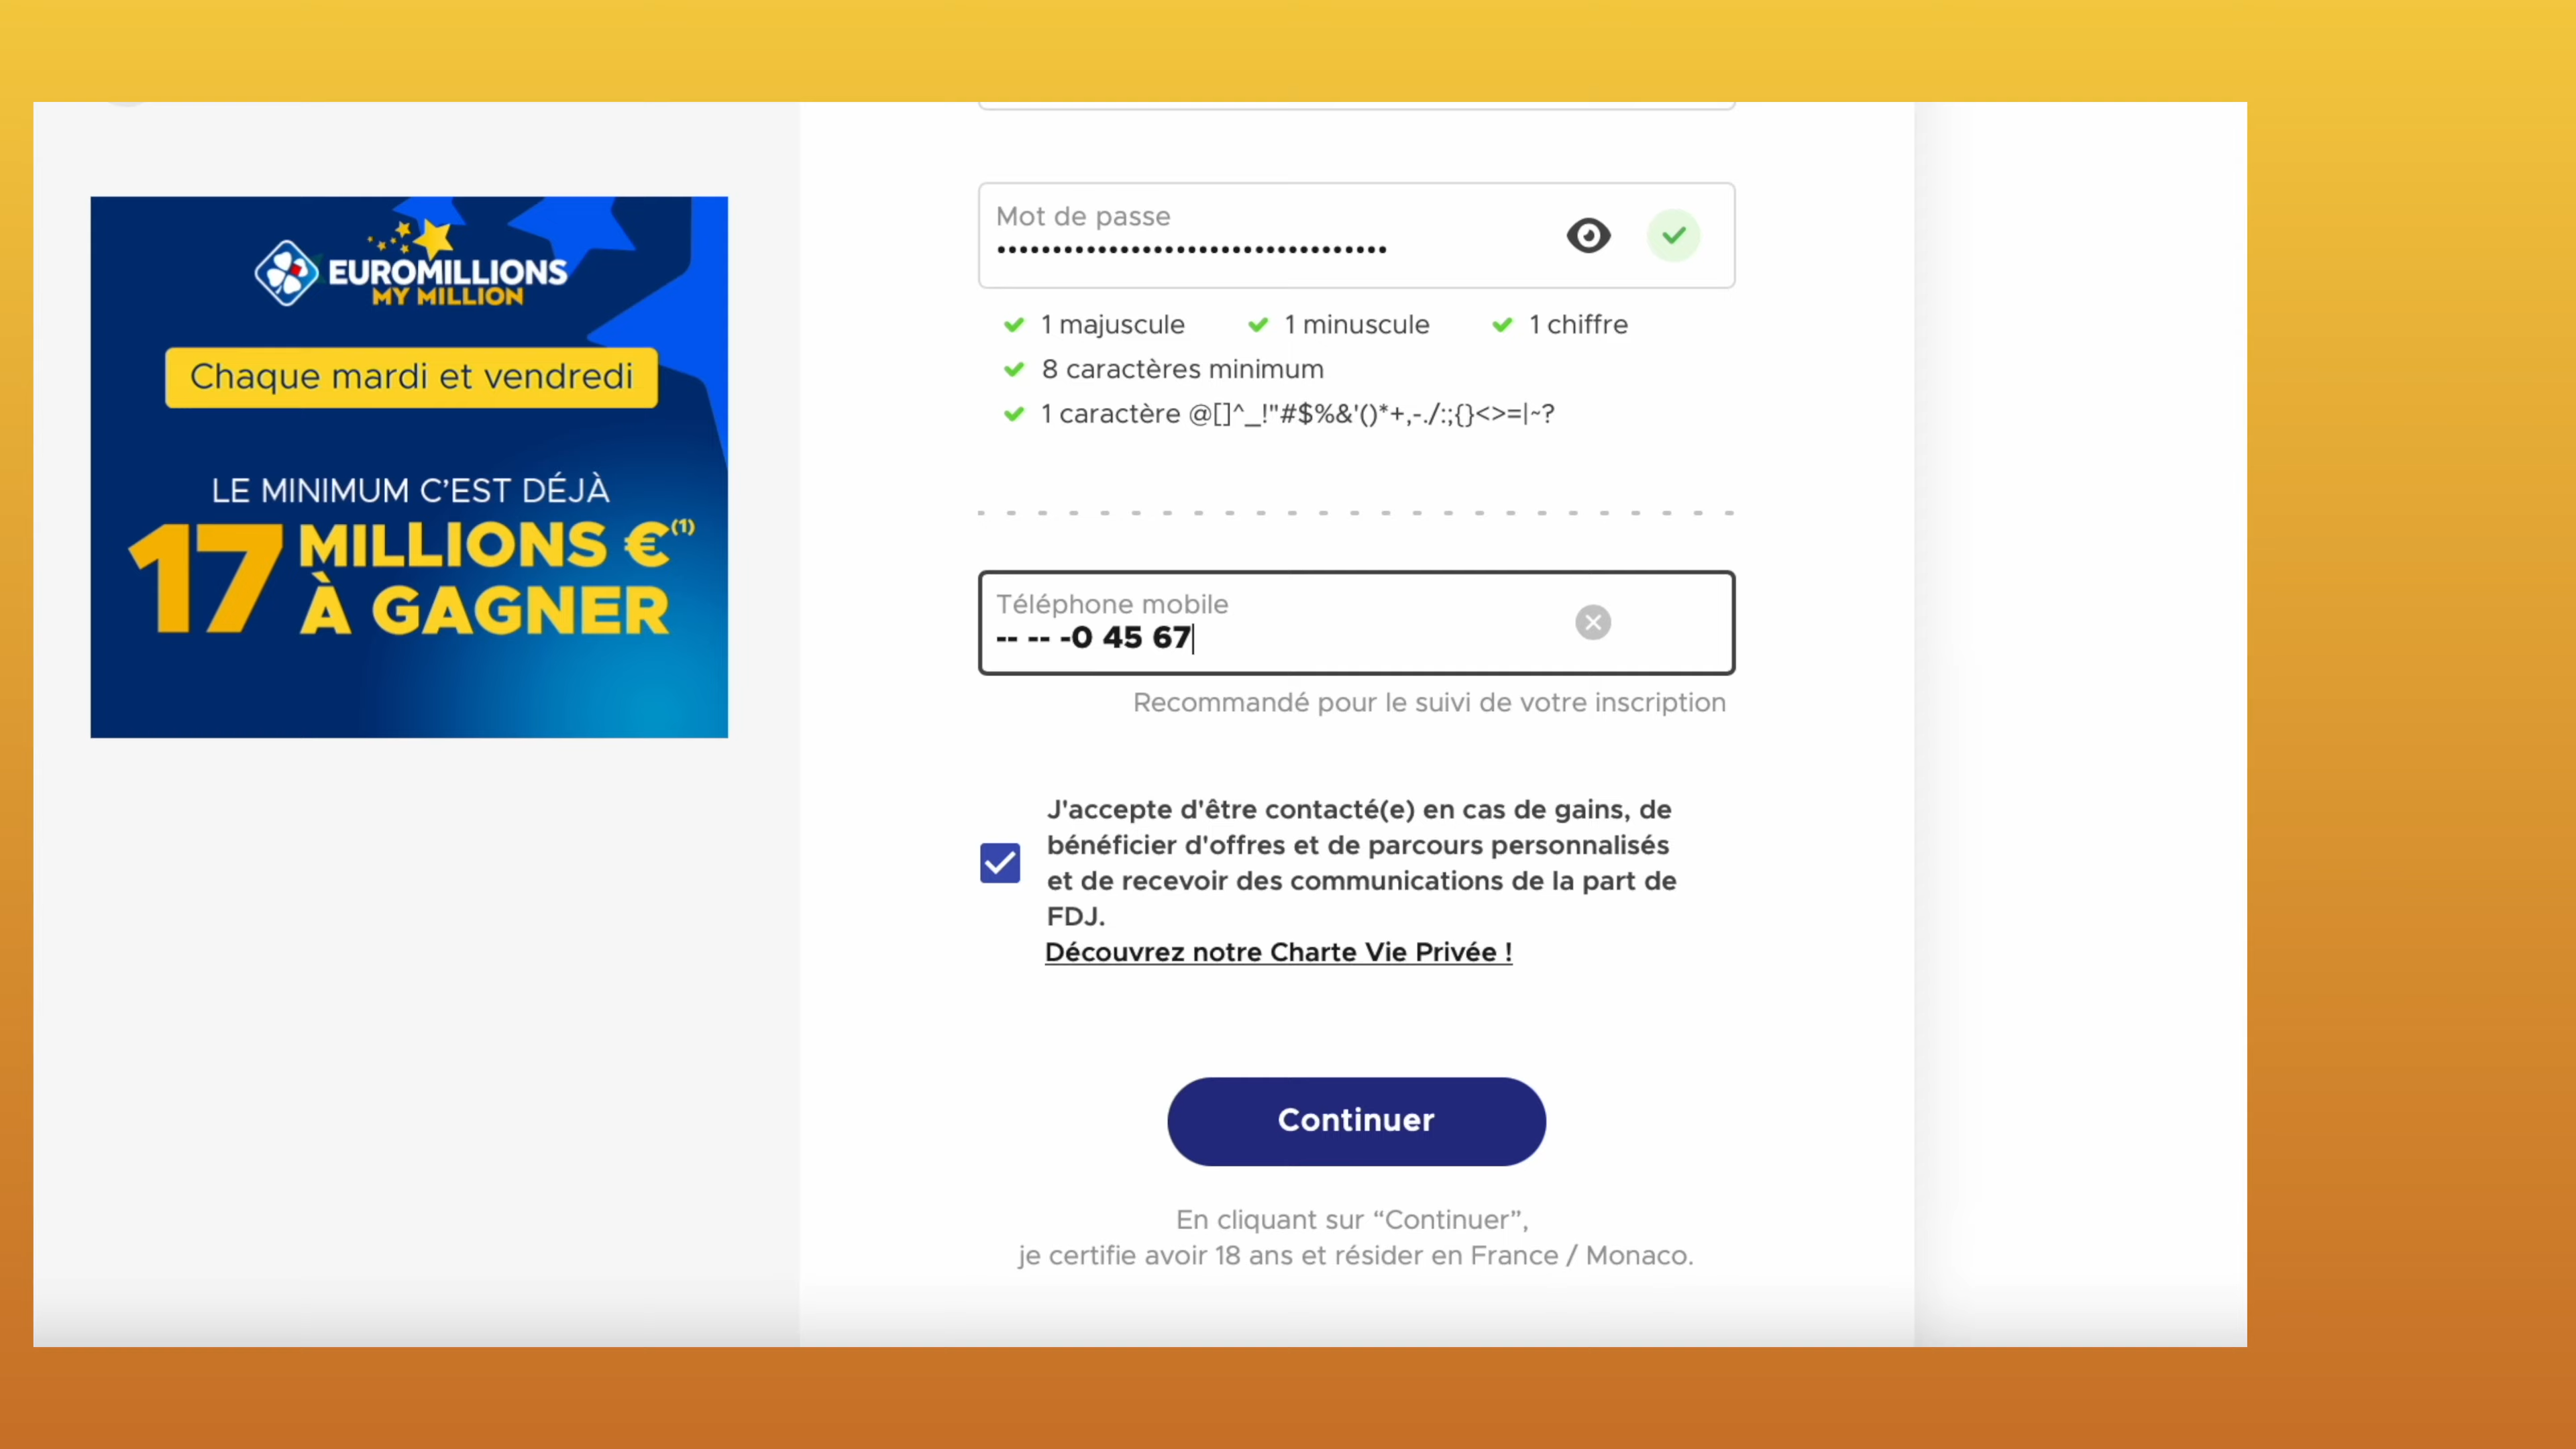 EUROMILLIONS
MY MILLION
Chaque mardi et vendredi
LE MINIMUM C'EST DÉJÀ
17 MILLIONS €(1)
À GAGNER
Mot de passe
•••••••••••••••••••••••••••••••••••
1 majuscule 1 minuscule 1 chiffre
8 caractères minimum
1 caractère @[]^_!"#$%&'()*+,-./:;{}<>=|~?
Téléphone mobile
-- -- -0 45 67
Recommandé pour le suivi de votre inscription
J'accepte d'être contacté(e) en cas de gains, de
bénéficier d'offres et de parcours personnalisés
et de recevoir des communications de la part de
FDJ.
Découvrez notre Charte Vie Privée !
Continuer
En cliquant sur “Continuer”,
je certifie avoir 18 ans et résider en France / Monaco.